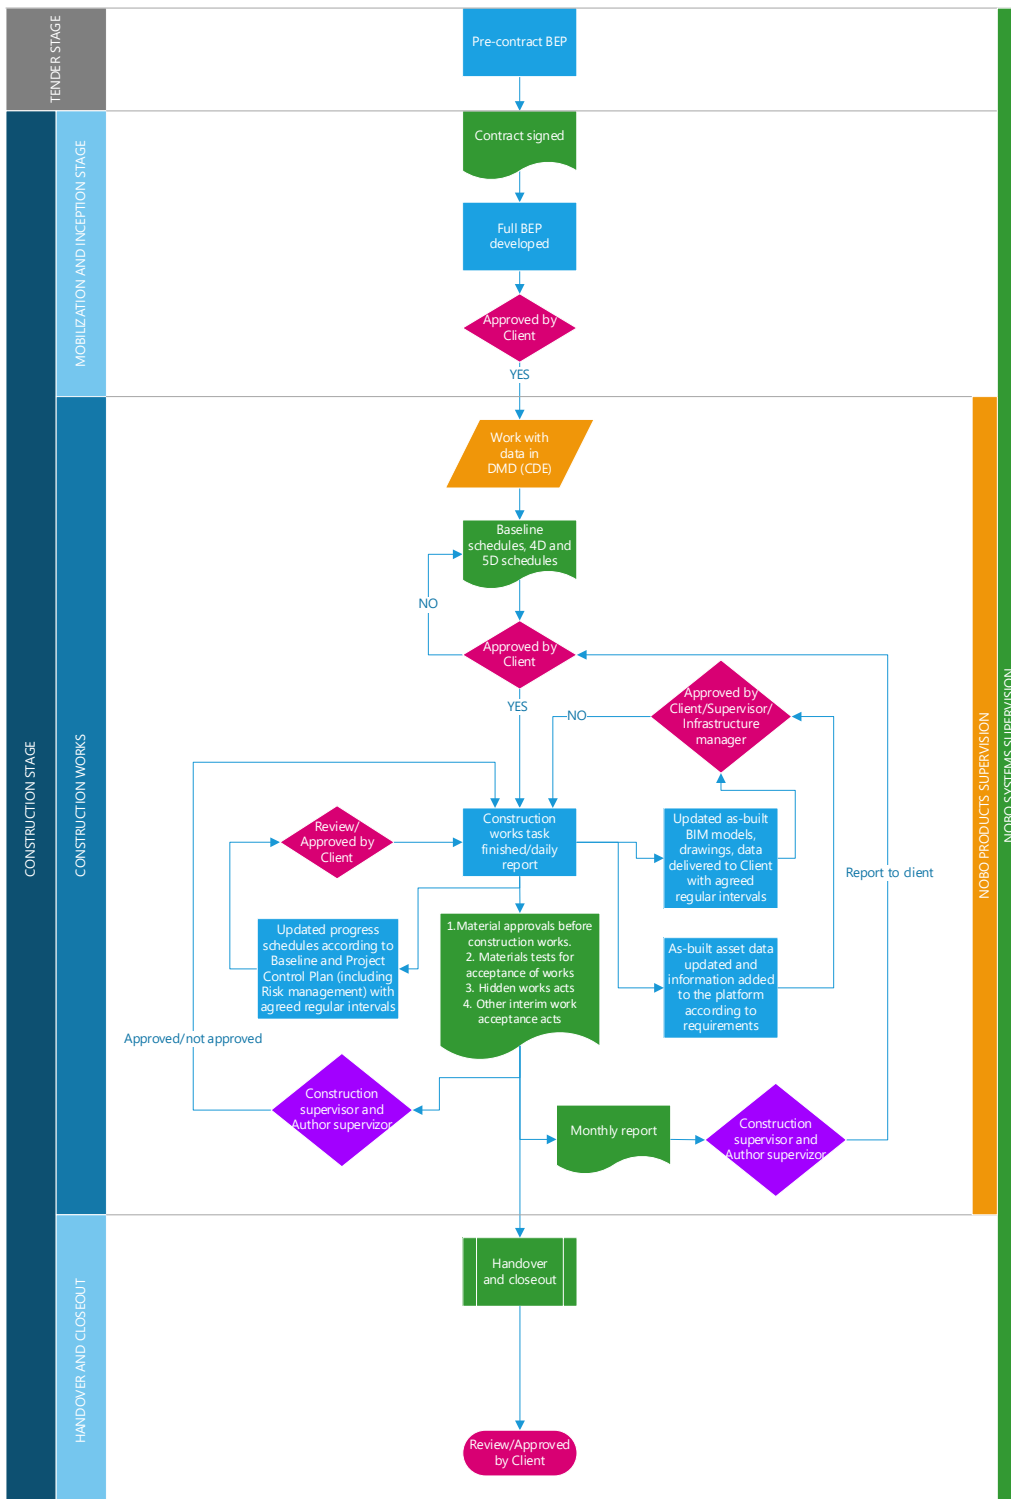 TENDER STAGE
Pre-contract BEP
CONSTRUCTION STAGE
MOBILIZATION AND INCEPTION STAGE
Contract signed
Full BEP
developed
Approved by
Client
YES
CONSTRUCTION WORKS
Work with
data in
DMD (CDE)
Baseline
schedules, 4D and
5D schedules
NO
Approved by
Client
YES
NO
Approved by
Client/Supervisor/
Infrastructure
manager
Review/
Approved by
Client
Construction
works task
finished/daily
report
Updated as-built
BIM models,
drawings, data
delivered to Client
with agreed
regular intervals
Report to client
Updated progress
schedules according to
Baseline and Project
Control Plan (including
Risk management) with
agreed regular intervals
1.Material approvals before
construction works.
2. Materials tests for
acceptance of works
3. Hidden works acts
4. Other interim work
acceptance acts
As-built asset data
updated and
information added
to the platform
according to
requirements
Approved/not approved
Construction
supervisor and
Author supervizor
Monthly report
Construction
supervisor and
Author supervizor
NOBO PRODUCTS SUPERVISION
NOBO SYSTEMS SUPERVISION
HANDOVER AND CLOSEOUT
Handover
and closeout
Review/Approved
by Client